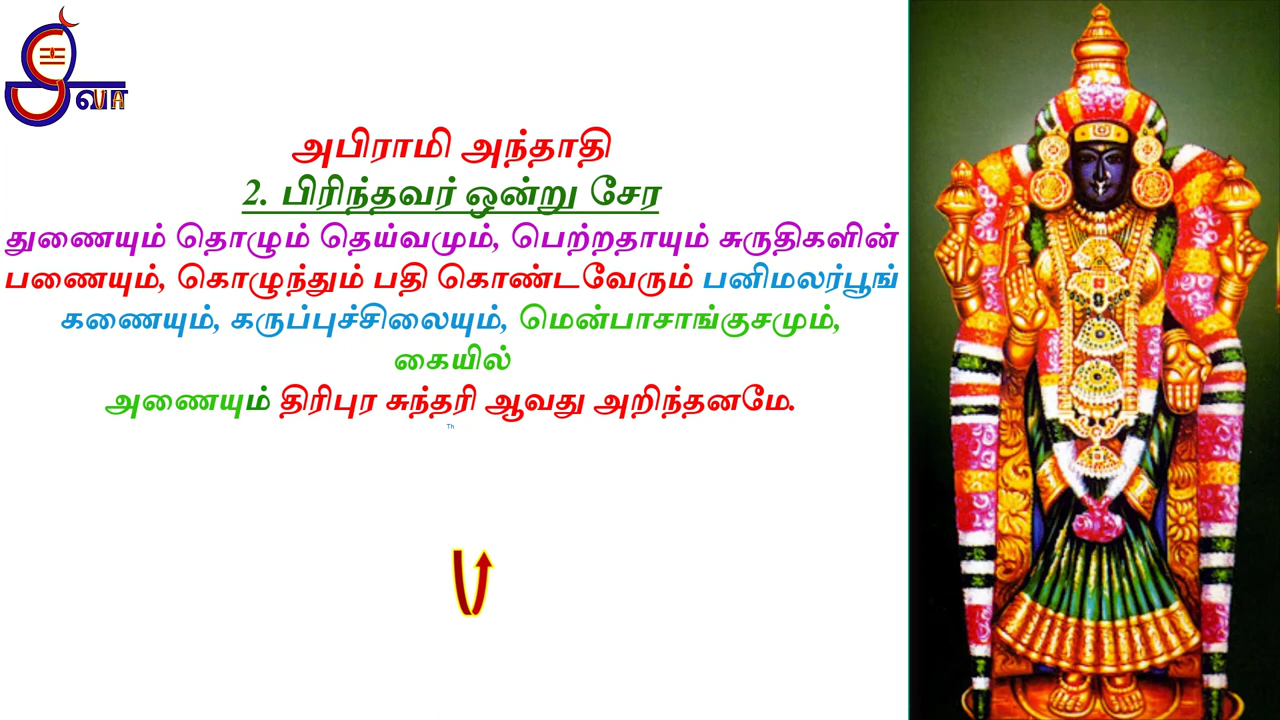 சிவா
அபிராமி அந்தாதி
2. பிரிந்தவர் ஒன்று சேர
துணையும் தொழும் தெய்வமும், பெற்றதாயும் சுருதிகளின்
பணையும், கொழுந்தும் பதி கொண்டவேரும் பனிமலர்பூங்
கணையும், கருப்புச்சிலையும், மென்பாசாங்குசமும்,
கையில்
அணையும் திரிபுர சுந்தரி ஆவது அறிந்தனமே.
Th